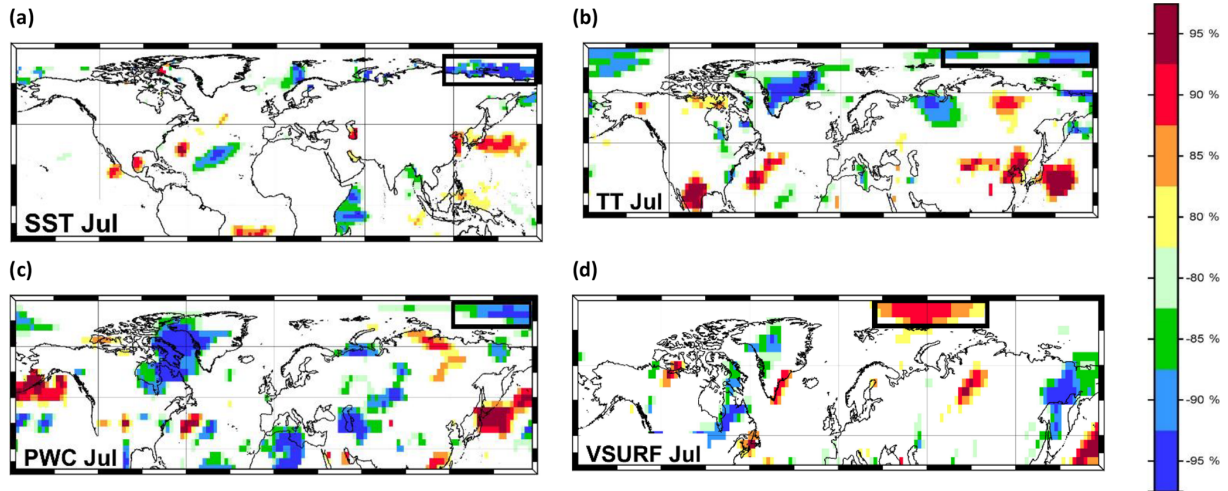 (a)
(b)
SST Jul
TT Jul
(c)
(d)
PWC Jul
VSURF Jul
95 %
90 %
85 %
80 %
-80 %
-85 %
-90 %
-95 %